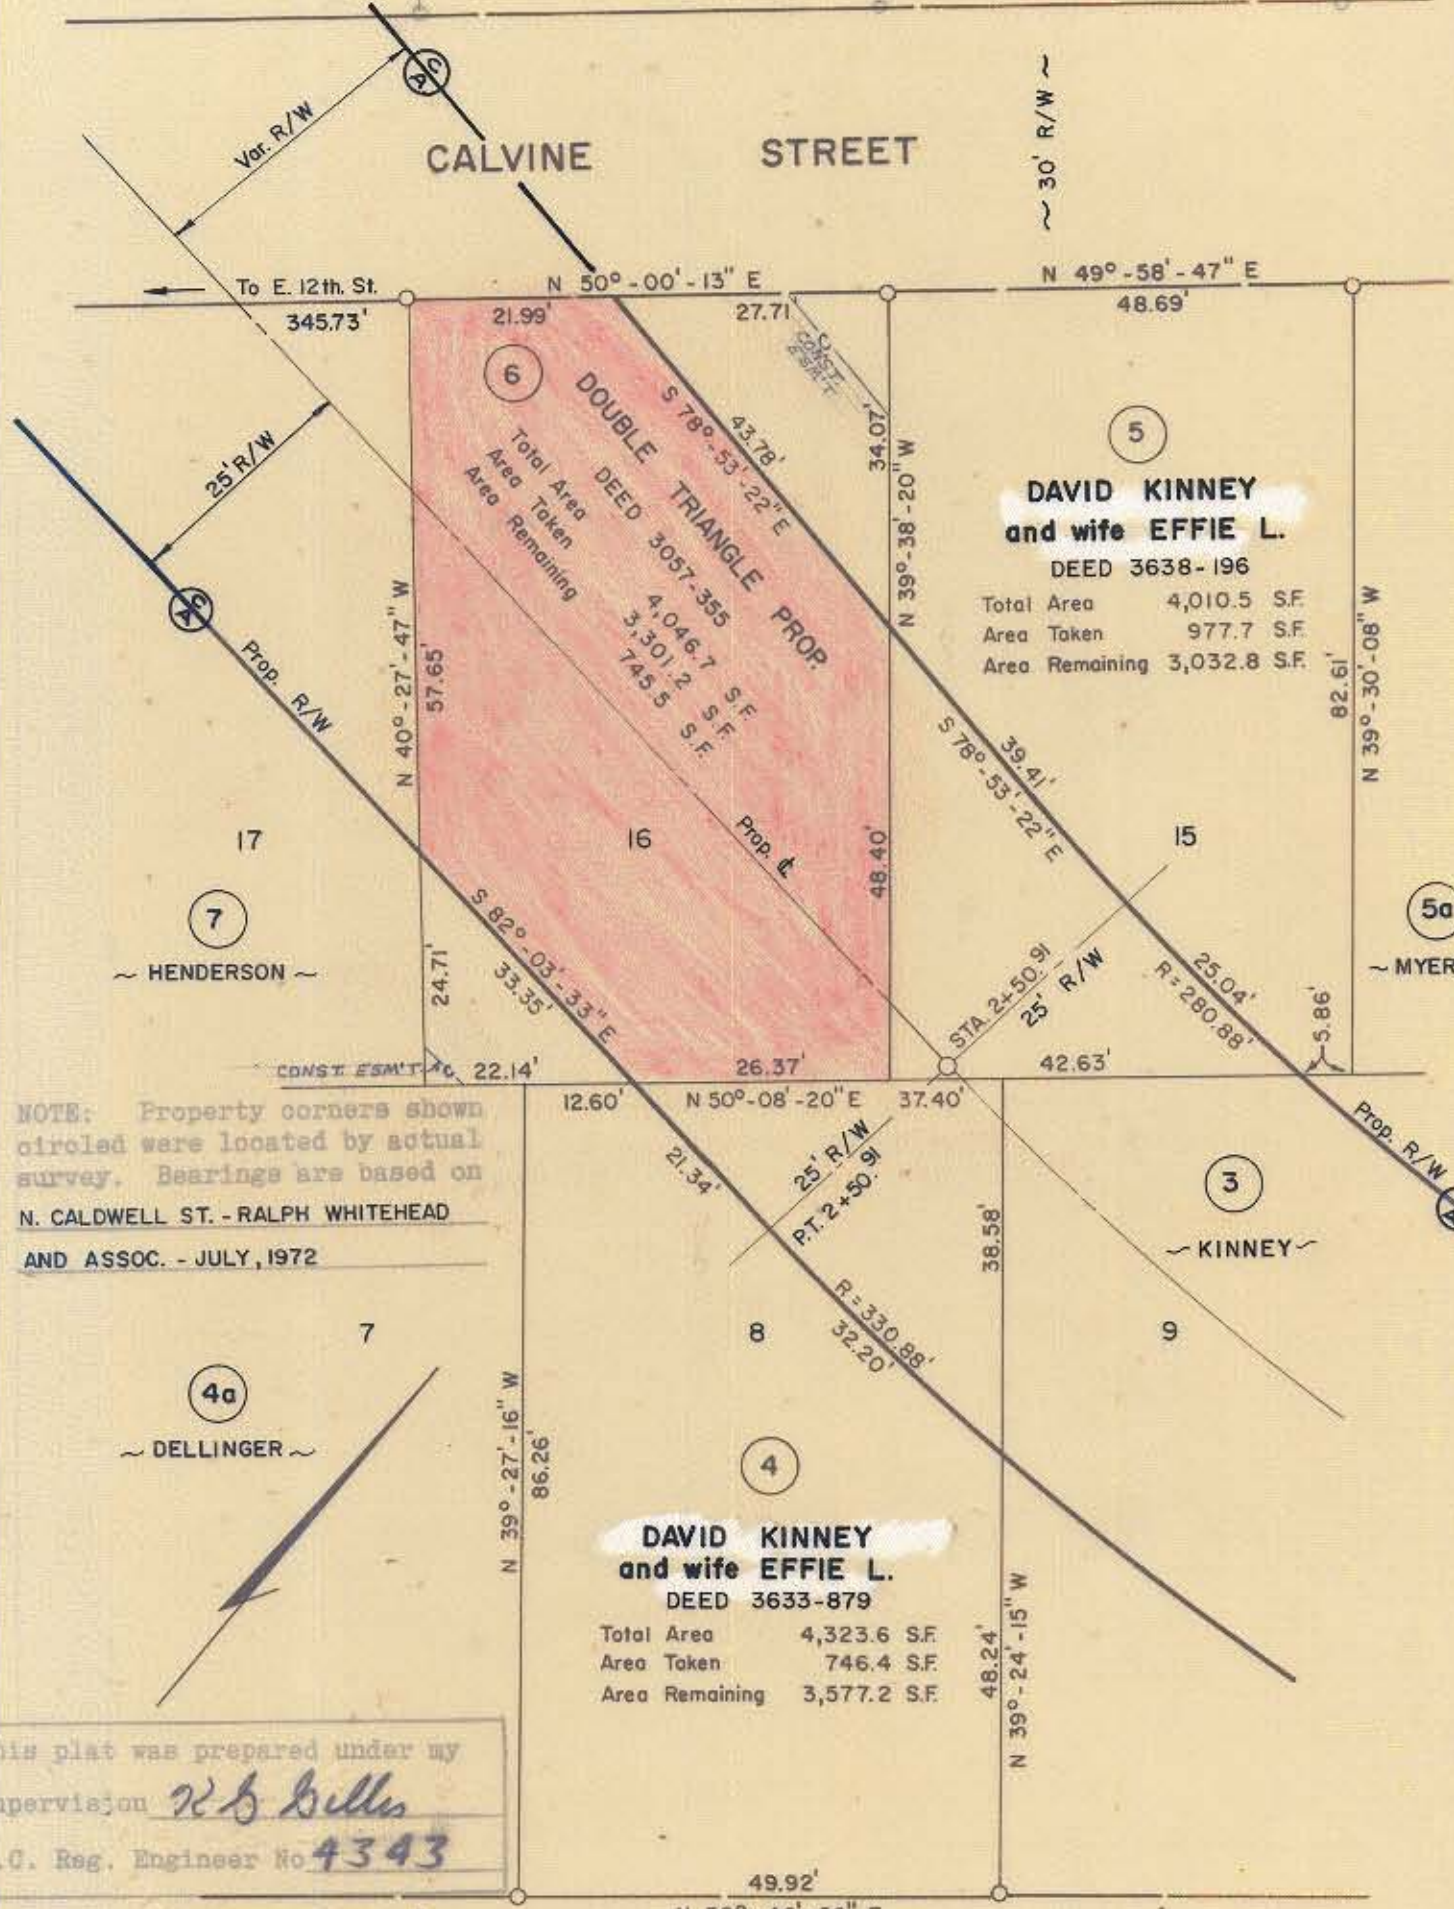 C/A
Var. R/W
CALVINE STREET
~ 30' R/W ~
To E. 12th. St.
345.73'
N 50°-00'-13" E
21.99'
27.71
N 49°-58'-47" E
48.69'
CONST.
ESM'T
25' R/W
C/A
Prop. R/W
6
DOUBLE TRIANGLE PROP.
DEED 3057-355
Total Area 4,046.7 S.F.
Area Taken 3,301.2 S.F.
Area Remaining 745.5 S.F.
S 78°-53'-22" E
43.78'
34.07'
N 39°-38'-20" W
5
DAVID KINNEY
and wife EFFIE L.
DEED 3638-196
Total Area 4,010.5 S.F.
Area Taken 977.7 S.F.
Area Remaining 3,032.8 S.F.
N 40°-27'-47" W
57.65'
82.61'
N 39°-30'-08" W
39.41'
S 78°-53'-22" E
17
16
Prop. ℄
48.40'
15
7
~ HENDERSON ~
5a
~ MYER
24.71'
S 82°-03'-33" E
33.35'
STA. 2+50.91
25' R/W
25.04'
R=280.88'
5.86'
CONST. ESM'T
22.14'
26.37'
42.63'
12.60'
N 50°-08'-20" E
37.40'
Prop. R/W
NOTE: Property corners shown
circled were located by actual
survey. Bearings are based on
N. CALDWELL ST. - RALPH WHITEHEAD
AND ASSOC. - JULY, 1972
21.34'
25' R/W
P.T. 2+50.91
38.58'
3
~ KINNEY ~
7
8
9
R=330.88'
32.20'
4a
~ DELLINGER ~
N 39°-27'-16" W
86.26'
4
DAVID KINNEY
and wife EFFIE L.
DEED 3633-879
Total Area 4,323.6 S.F.
Area Taken 746.4 S.F.
Area Remaining 3,577.2 S.F.
48.24'
N 39°-24'-15" W
his plat was prepared under my
upervision K G Gillis
.C. Reg. Engineer No 4343
49.92'